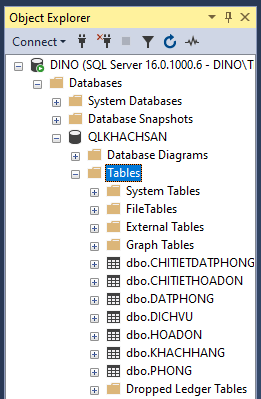 Object Explorer
Connect
DINO (SQL Server 16.0.1000.6 - DINO\T
Databases
System Databases
Database Snapshots
QLKHACHSAN
Database Diagrams
Tables
System Tables
FileTables
External Tables
Graph Tables
dbo.CHITIETDATPHONG
dbo.CHITIETHOADON
dbo.DATPHONG
dbo.DICHVU
dbo.HOADON
dbo.KHACHHANG
dbo.PHONG
Dropped Ledger Tables